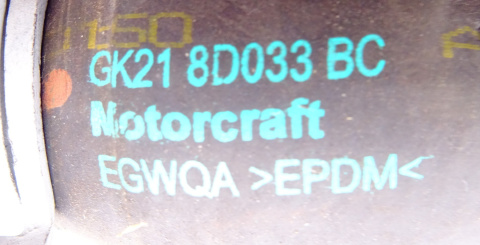 GK21 8D033 BC
Motorcraft
EGWQA >EPDM<